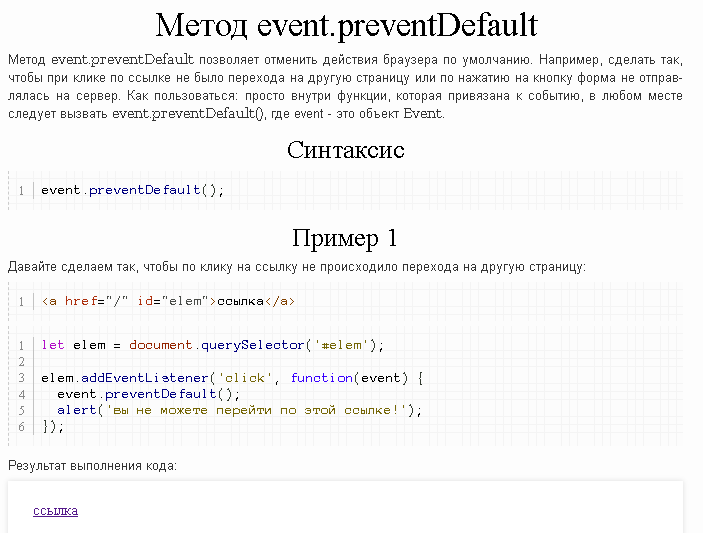 Метод event.preventDefault
Метод event.preventDefault позволяет отменить действия браузера по умолчанию. Например, сделать так,
чтобы при клике по ссылке не было перехода на другую страницу или по нажатию на кнопку форма не отправ-
лялась на сервер. Как пользоваться: просто внутри функции, которая привязана к событию, в любом месте
следует вызвать event.preventDefault(), где event - это объект Event.
Синтаксис
1 event.preventDefault();
Пример 1
Давайте сделаем так, чтобы по клику на ссылку не происходило перехода на другую страницу:
1 <a href="/" id="elem">ссылка</a>
1 let elem = document.querySelector('#elem');
2
3 elem.addEventListener('click', function(event) {
4 event.preventDefault();
5 alert('вы не можете перейти по этой ссылке!');
6 });
Результат выполнения кода:
ссылка